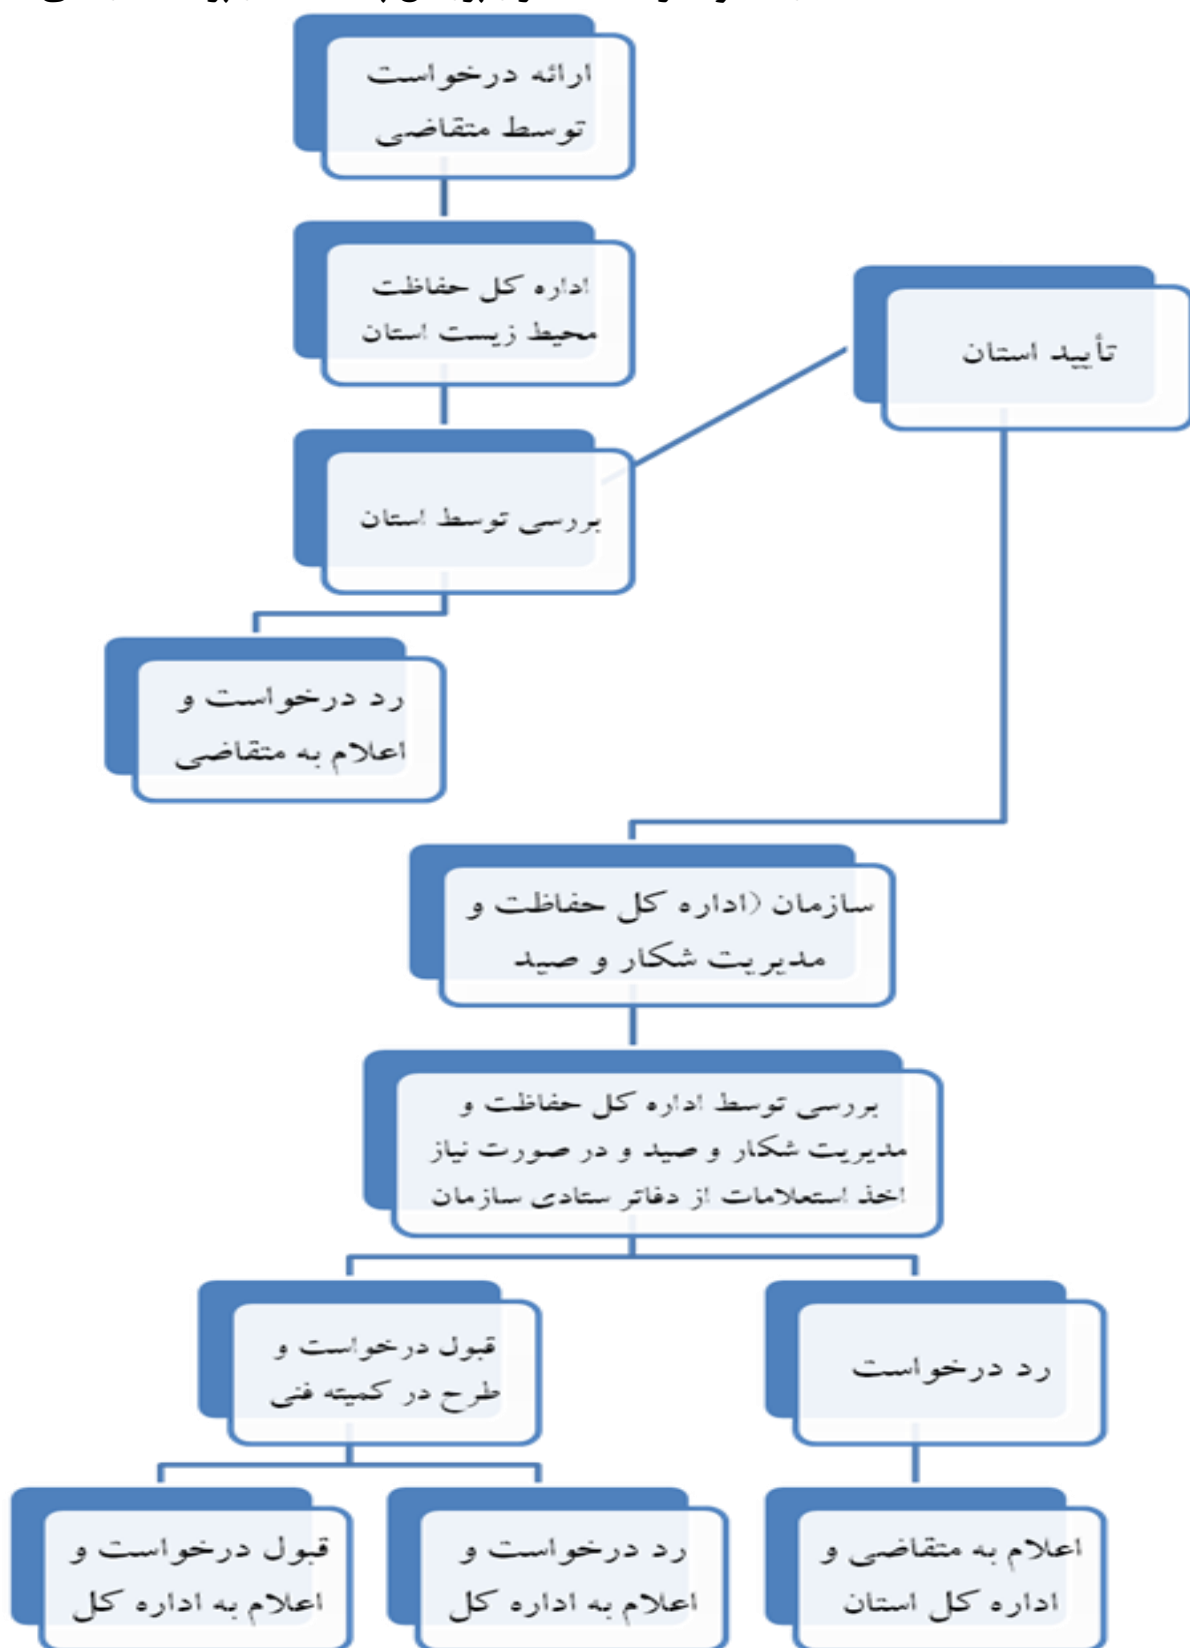 ارائه درخواست
توسط متقاضی
اداره کل حفاظت
محیط زیست استان
تأیید استان
بررسی توسط استان
رد درخواست و
اعلام به متقاضی
سازمان (اداره کل حفاظت و
مدیریت شکار و صید
بررسی توسط اداره کل حفاظت و
مدیریت شکار و صید و در صورت نیاز
اخذ استعلامات از دفاتر ستادی سازمان
رد درخواست
قبول درخواست و
طرح در کمیته فنی
اعلام به متقاضی و
اداره کل استان
رد درخواست و
اعلام به اداره کل
قبول درخواست و
اعلام به اداره کل